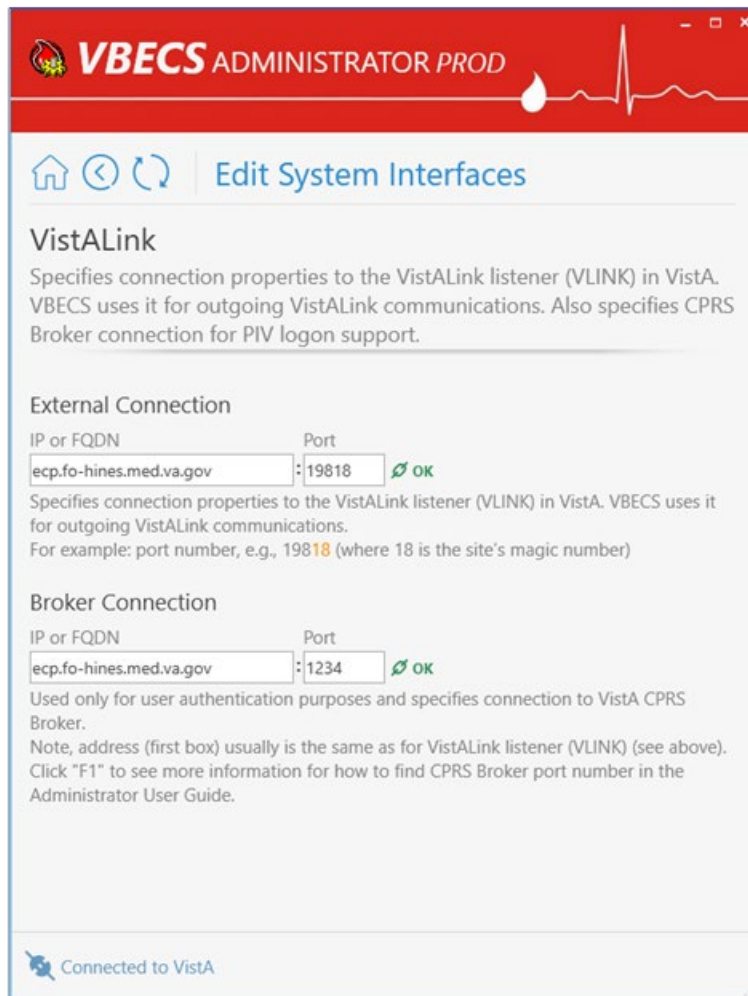 VBECS ADMINISTRATOR PROD
Edit System Interfaces
VistALink
Specifies connection properties to the VistALink listener (VLINK) in VistA.
VBECS uses it for outgoing VistALink communications. Also specifies CPRS
Broker connection for PIV logon support.
External Connection
IP or FQDN Port
ecp.fo-hines.med.va.gov : 19818 OK
Specifies connection properties to the VistALink listener (VLINK) in VistA. VBECS uses it
for outgoing VistALink communications.
For example: port number, e.g., 19818 (where 18 is the site's magic number)
Broker Connection
IP or FQDN Port
ecp.fo-hines.med.va.gov : 1234 OK
Used only for user authentication purposes and specifies connection to VistA CPRS
Broker.
Note, address (first box) usually is the same as for VistALink listener (VLINK) (see above).
Click "F1" to see more information for how to find CPRS Broker port number in the
Administrator User Guide.
Connected to VistA